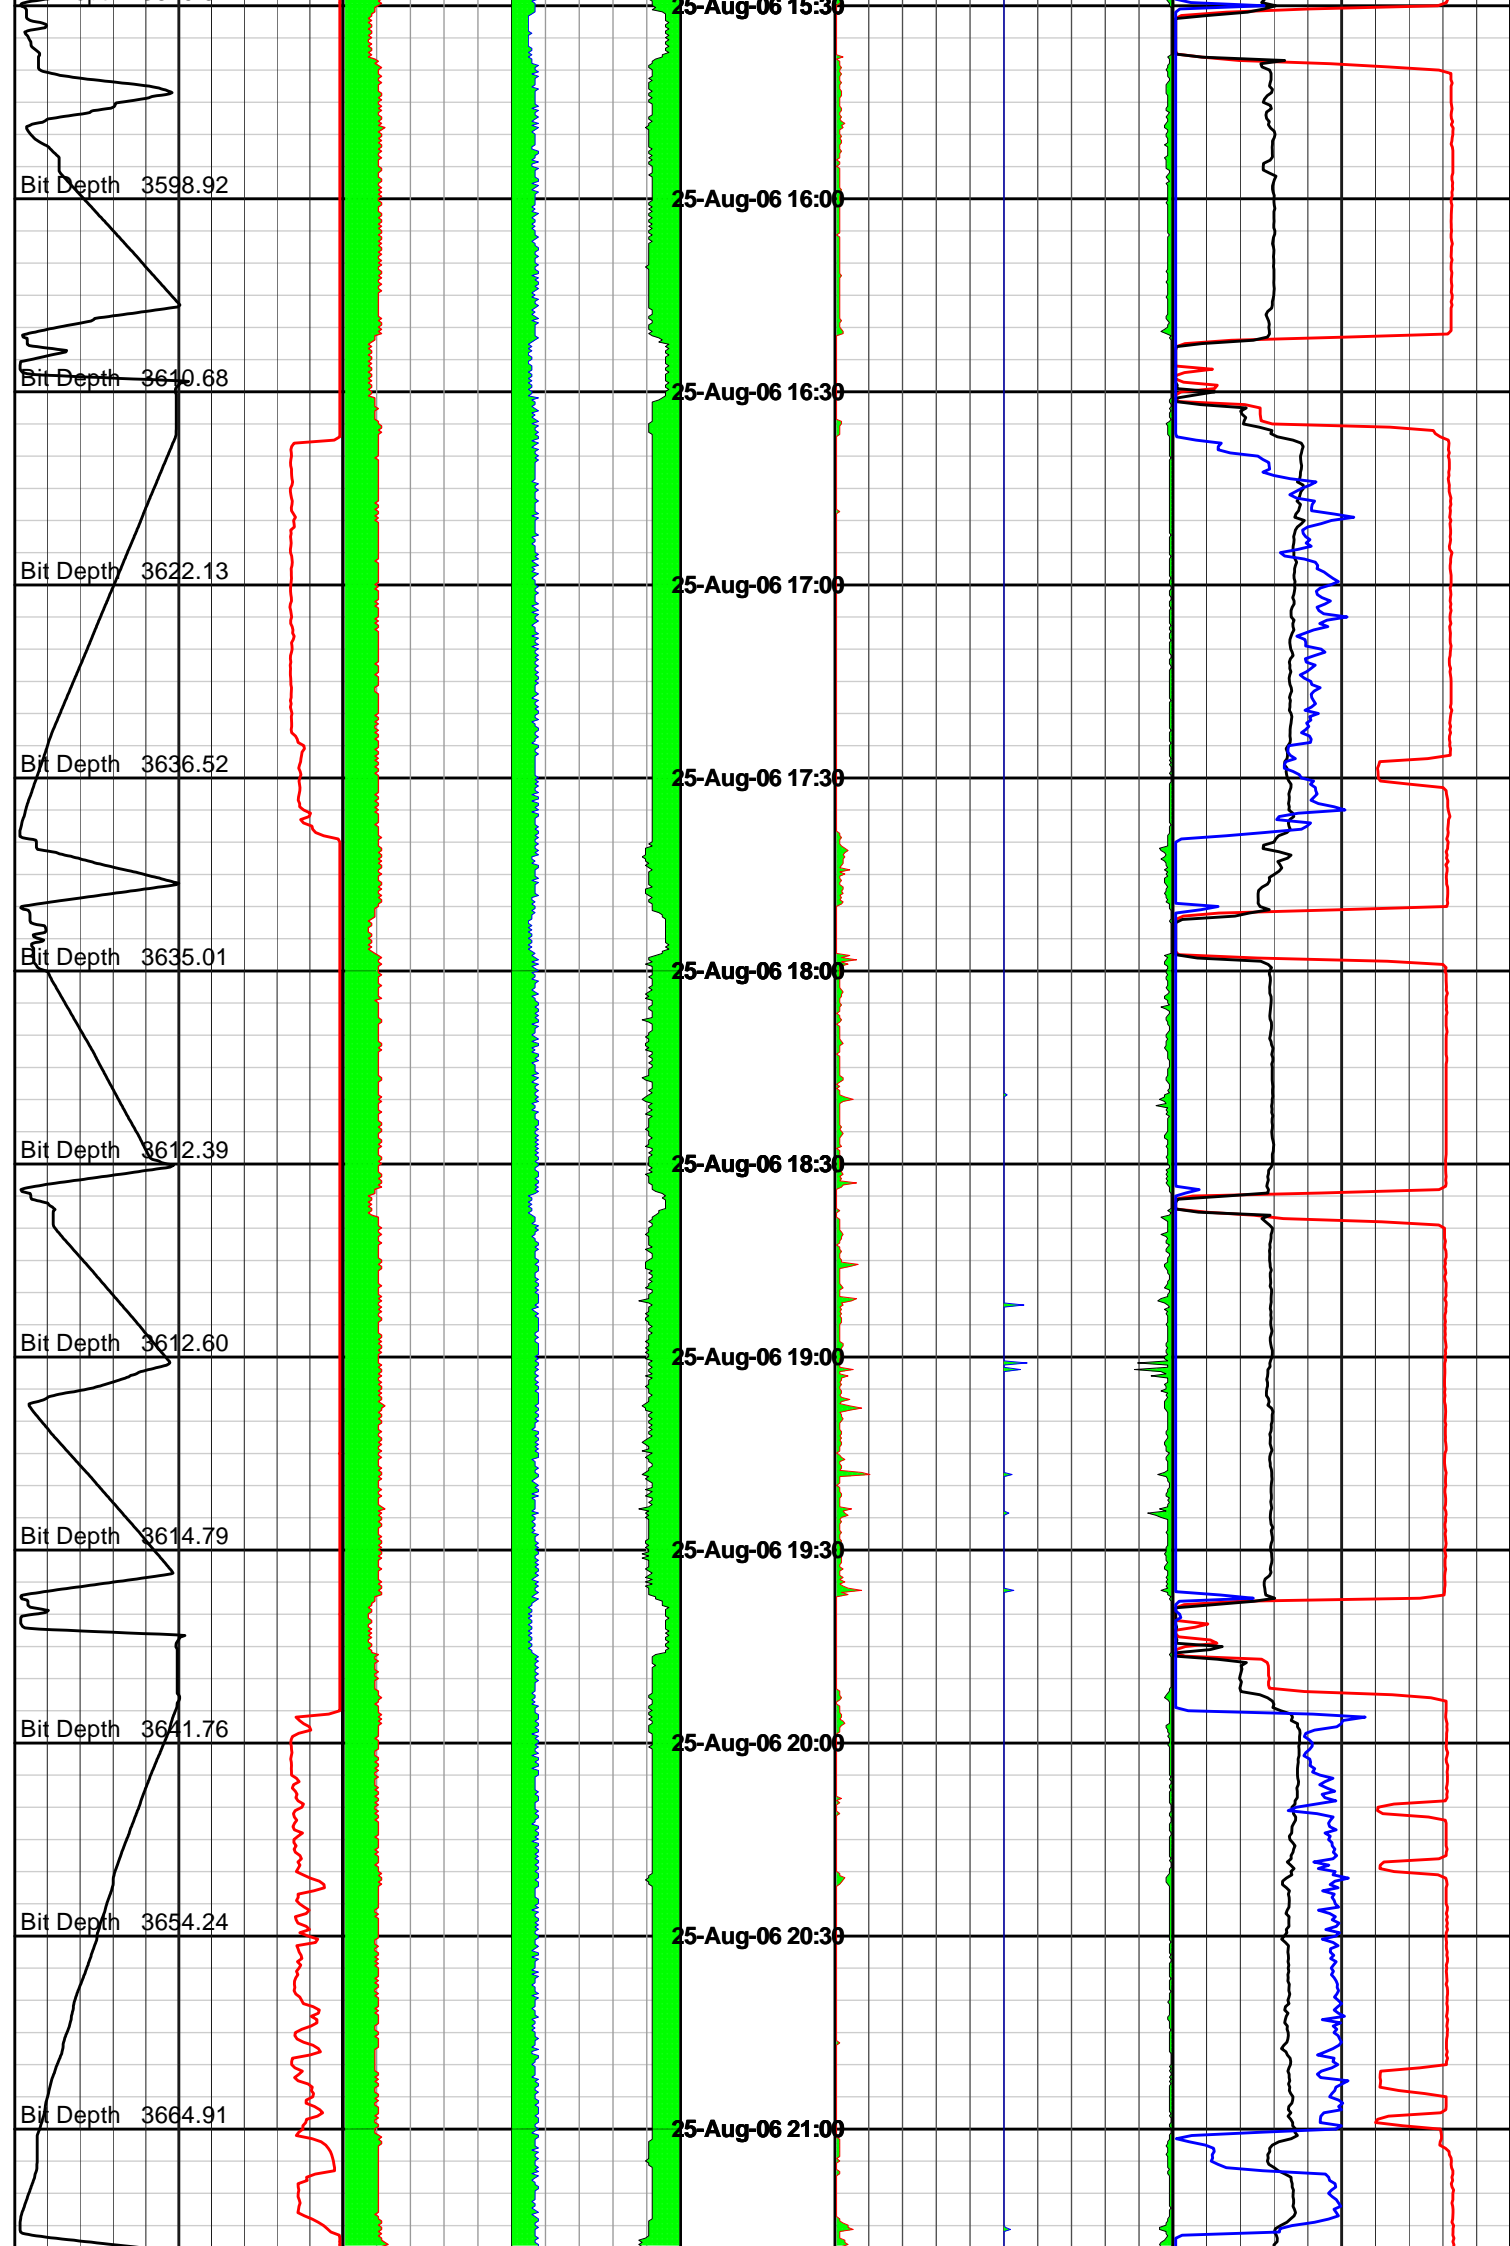 25-Aug-06 15:30
Bit Depth 3598.92
25-Aug-06 16:00
Bit Depth 3610.68
25-Aug-06 16:30
Bit Depth 3622.13
25-Aug-06 17:00
Bit Depth 3636.52
25-Aug-06 17:30
Bit Depth 3635.01
25-Aug-06 18:00
Bit Depth 3612.39
25-Aug-06 18:30
Bit Depth 3612.60
25-Aug-06 19:00
Bit Depth 3614.79
25-Aug-06 19:30
Bit Depth 3641.76
25-Aug-06 20:00
Bit Depth 3654.24
25-Aug-06 20:30
Bit Depth 3664.91
25-Aug-06 21:00